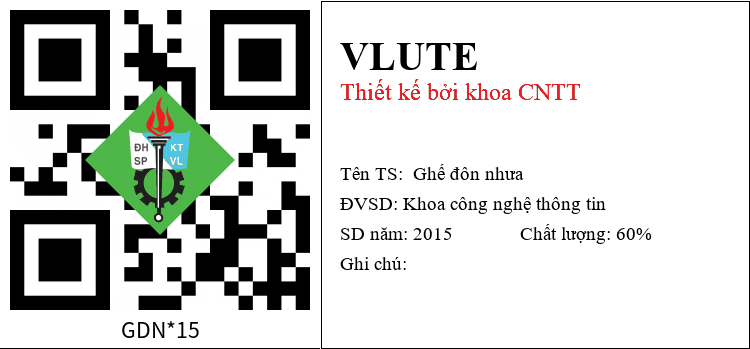 ĐH KT
SP VL
GDN*15
VLUTE
Thiết kế bởi khoa CNTT
Tên TS: Ghế đôn nhưa
ĐVSD: Khoa công nghệ thông tin
SD năm: 2015 Chất lượng: 60%
Ghi chú: